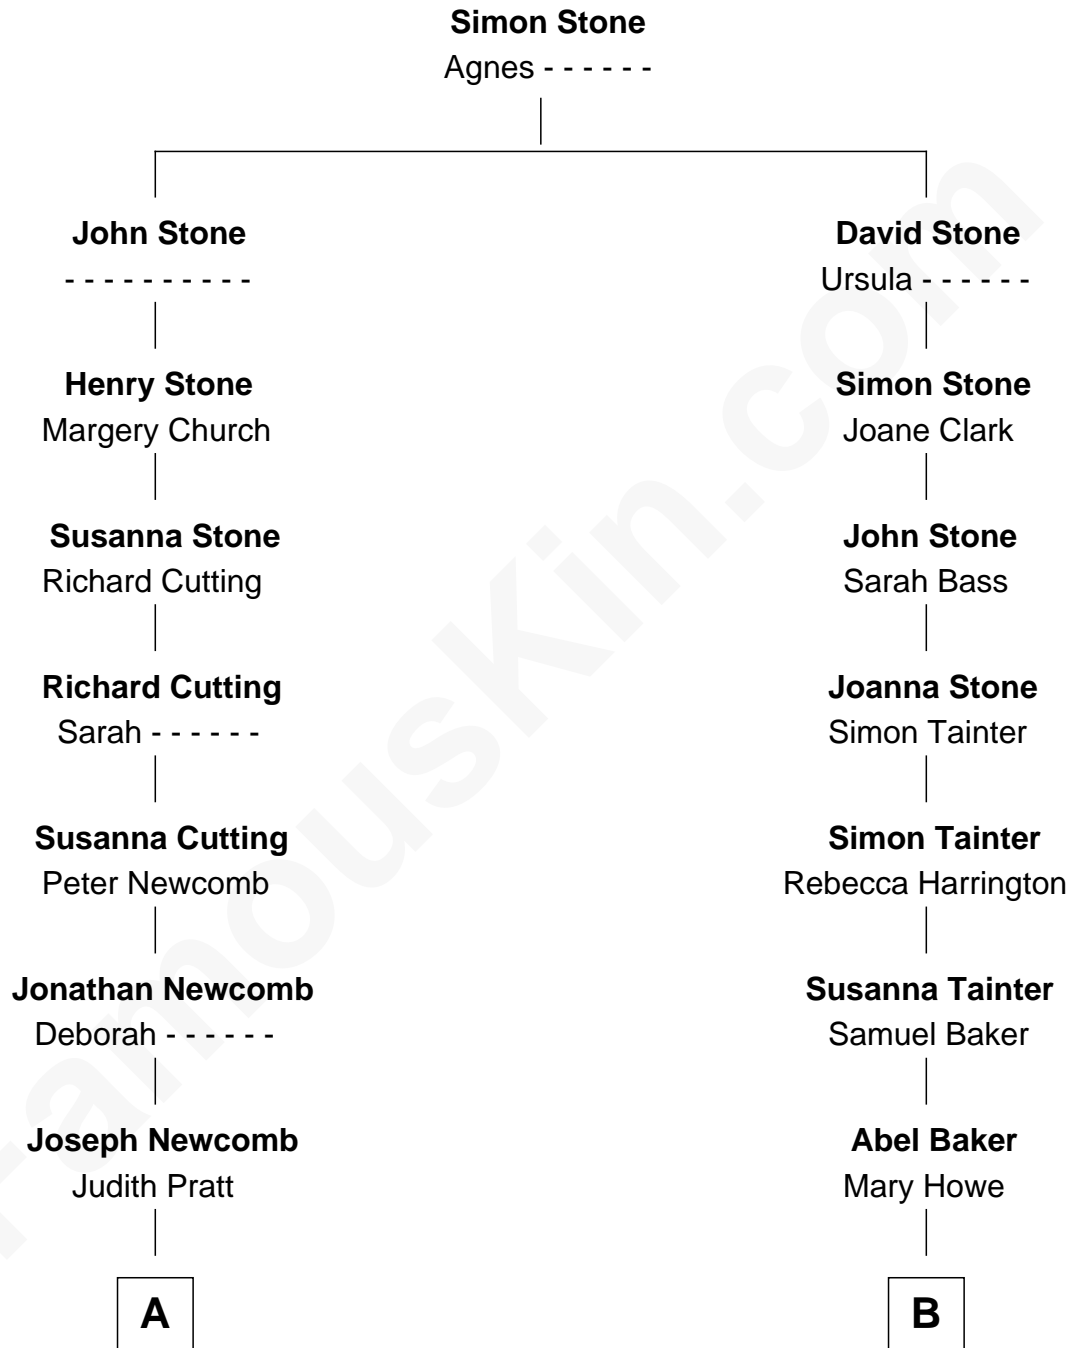 Simon Stone
Agnes - - - - - -
John Stone
- - - - - - - - - -
Henry Stone
Margery Church
Susanna Stone
Richard Cutting
Richard Cutting
Sarah - - - - - -
Susanna Cutting
Peter Newcomb
Jonathan Newcomb
Deborah - - - - - -
Joseph Newcomb
Judith Pratt
A
David Stone
Ursula - - - - - -
Simon Stone
Joane Clark
John Stone
Sarah Bass
Joanna Stone
Simon Tainter
Simon Tainter
Rebecca Harrington
Susanna Tainter
Samuel Baker
Abel Baker
Mary Howe
B
FamousKin.com